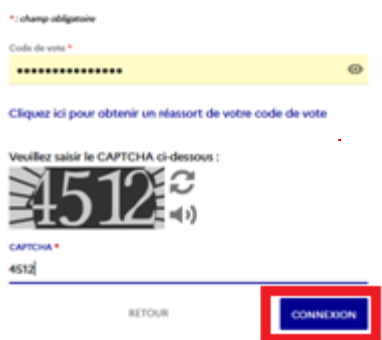 * : champ obligatoire
Code de vote *
•••••••••••••••
Cliquez ici pour obtenir un réassort de votre code de vote
Veuillez saisir le CAPTCHA ci-dessous :
4512
CAPTCHA *
4512
RETOUR
CONNEXION